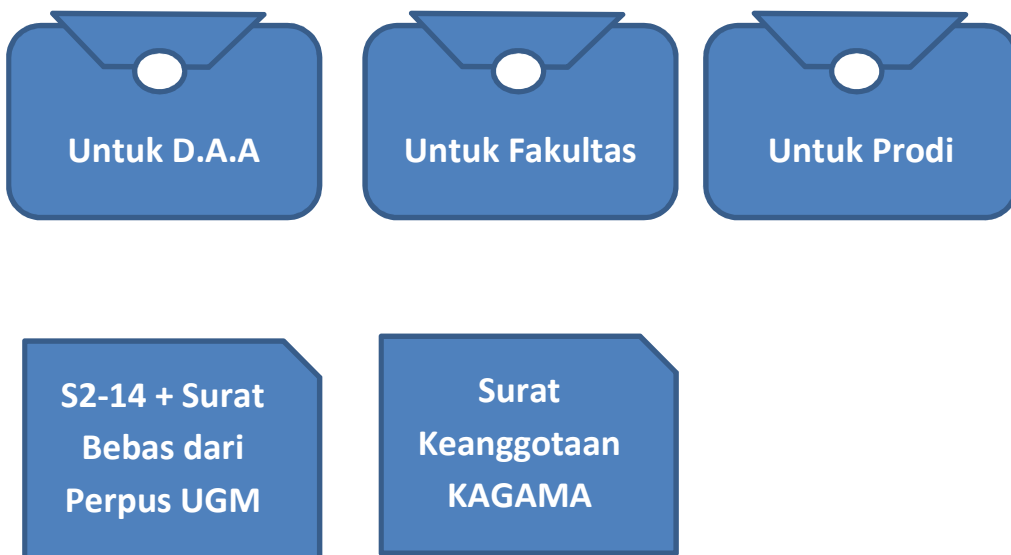 Untuk D.A.A
Untuk Fakultas
Untuk Prodi
S2-14 + Surat
Bebas dari
Perpus UGM
Surat
Keanggotaan
KAGAMA